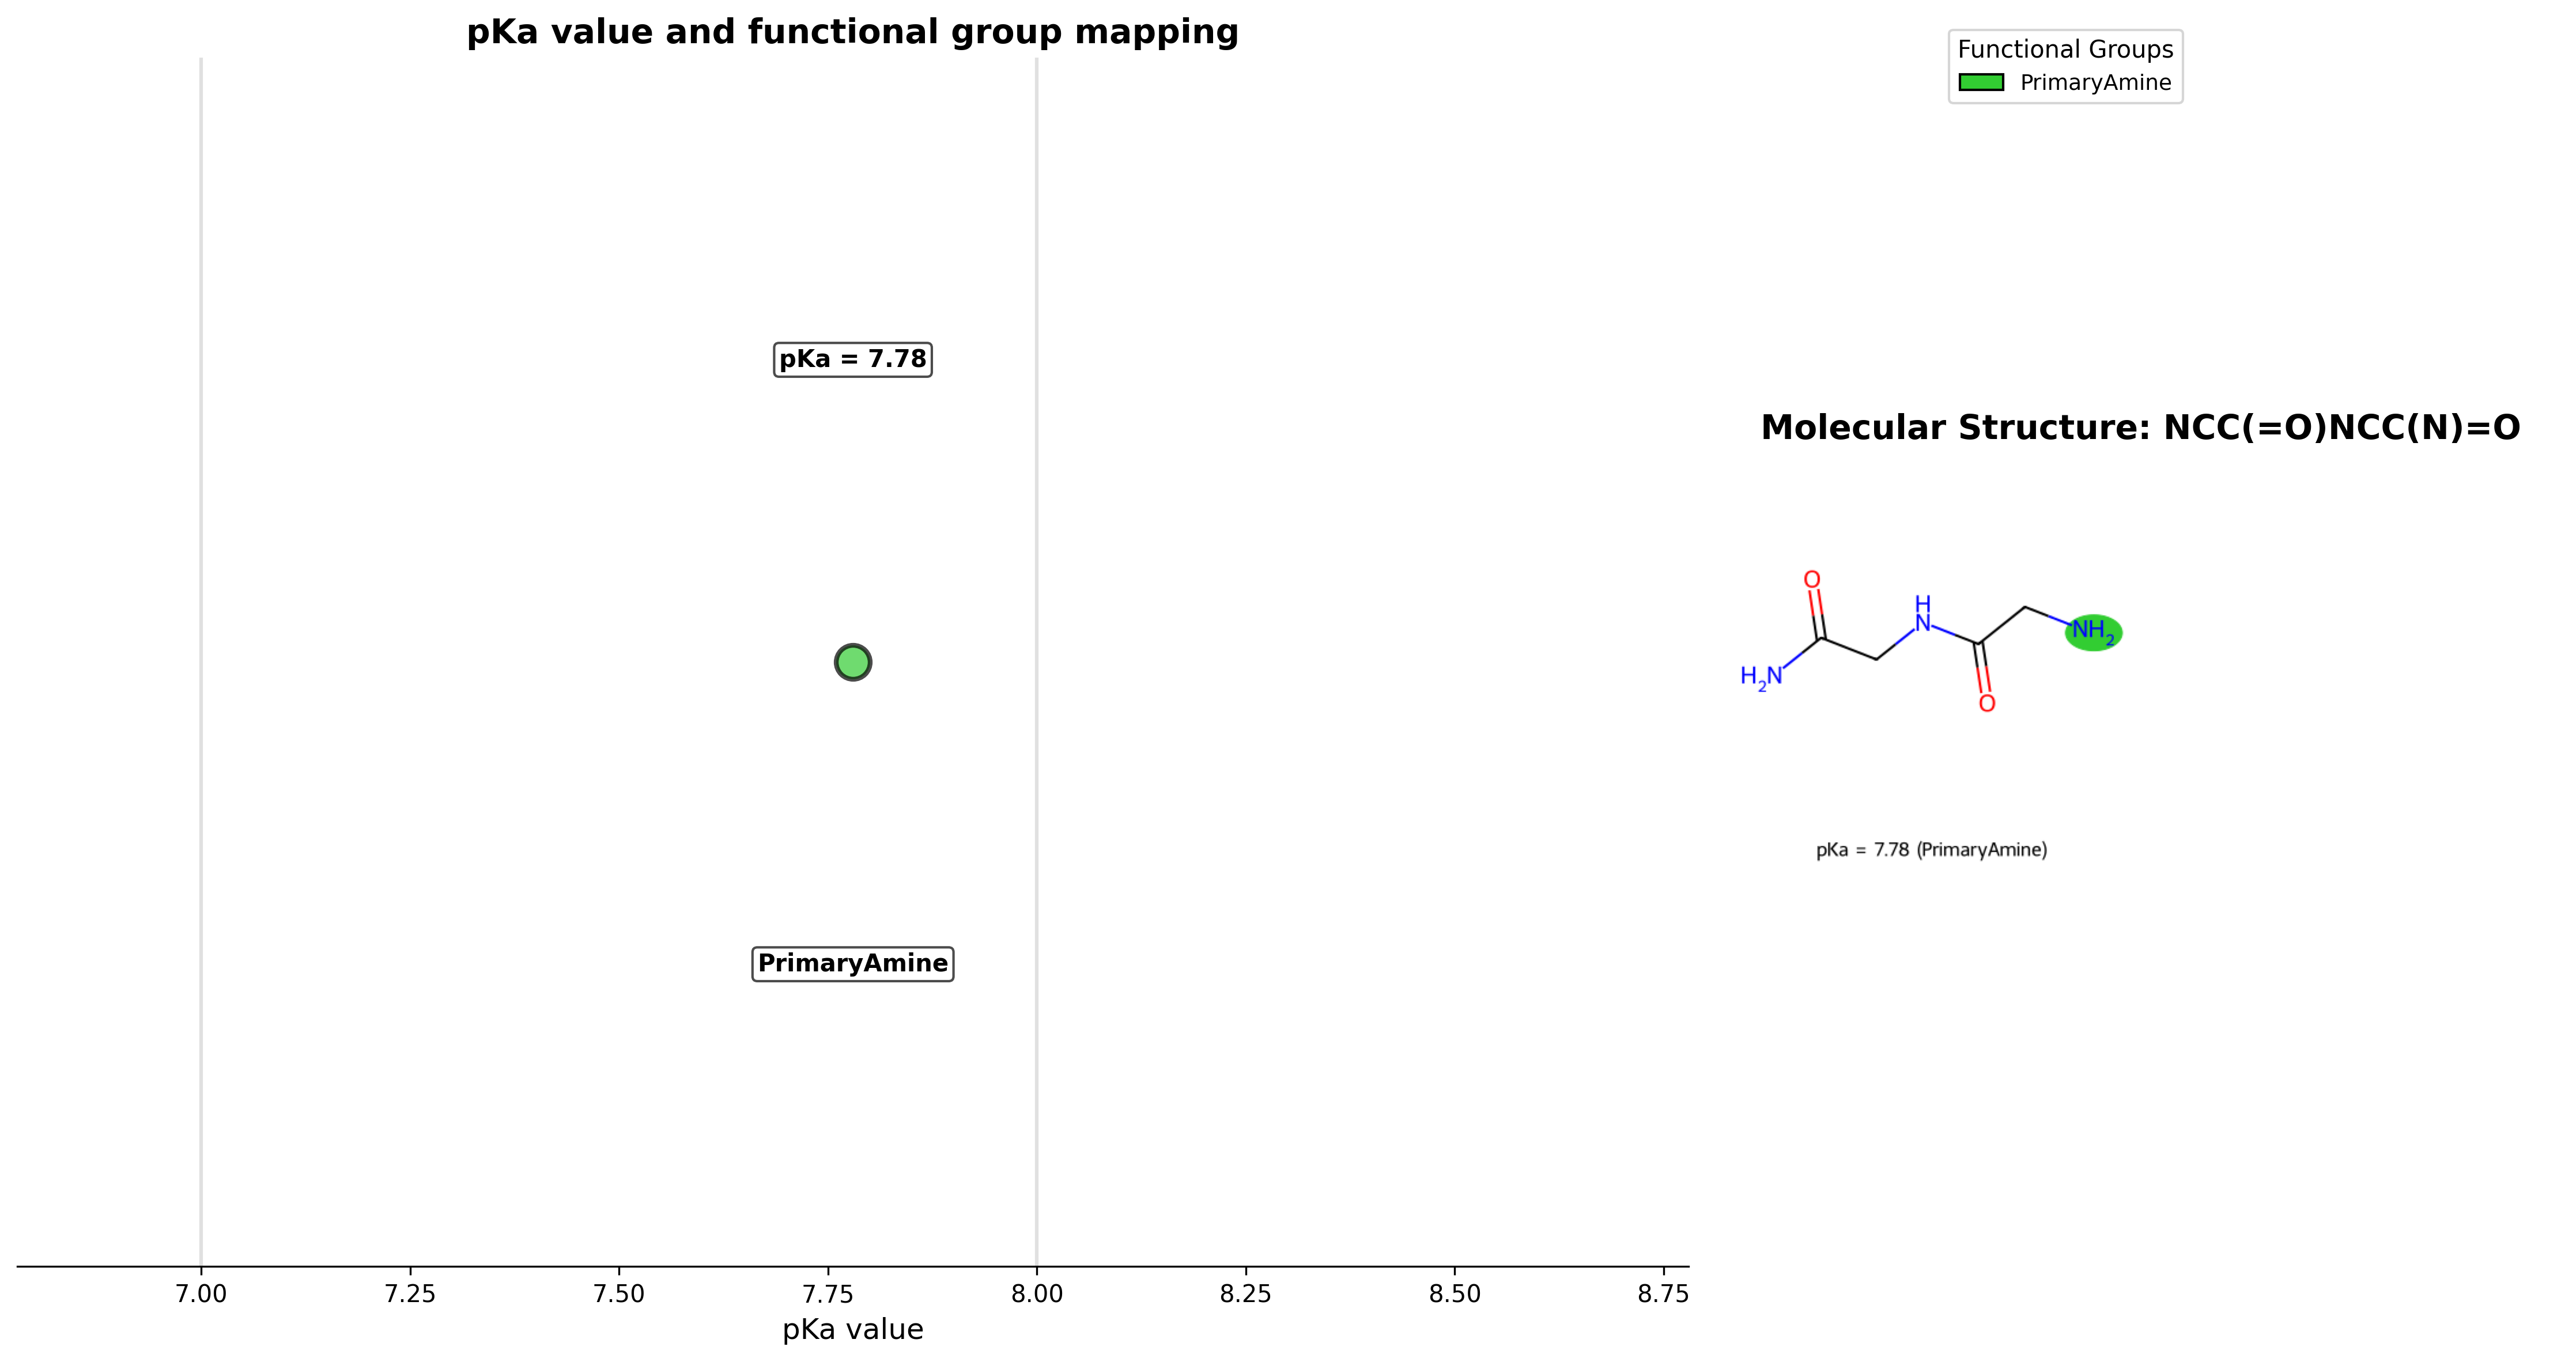 pKa value and functional group mapping
pKa = 7.78
PrimaryAmine
7.00 7.25 7.50 7.75 8.00 8.25 8.50 8.75
pKa value
Functional Groups
PrimaryAmine
Molecular Structure: NCC(=O)NCC(N)=O
O
H
N
NH2
H2N
O
pKa = 7.78 (PrimaryAmine)